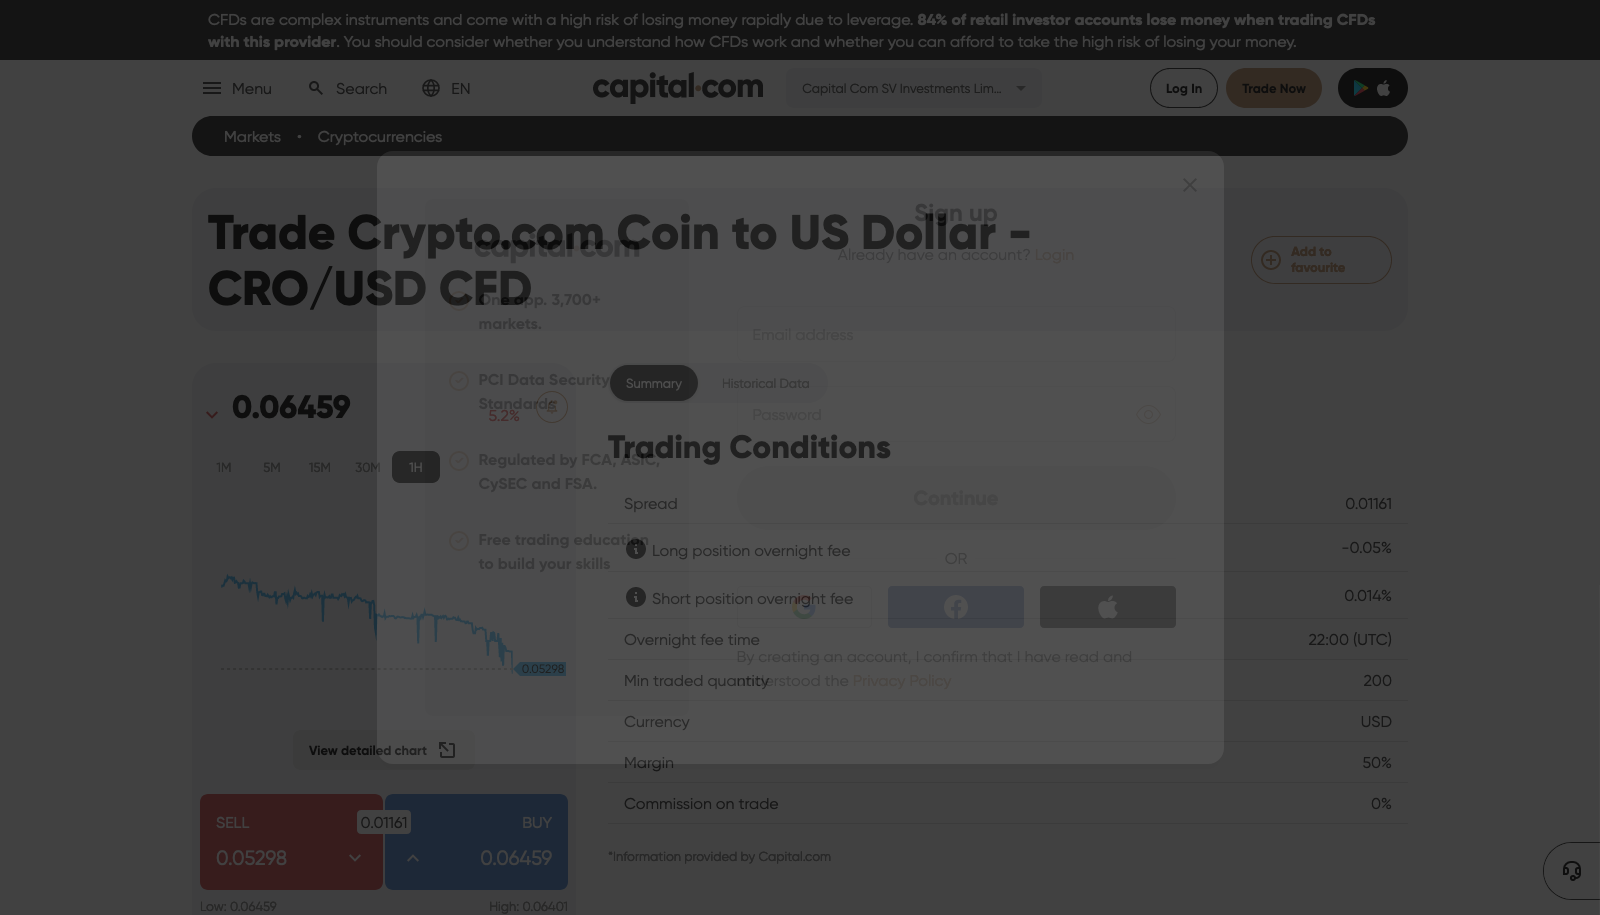 CFDs are complex instruments and come with a high risk of losing money rapidly due to leverage. 84% of retail investor accounts lose money when trading CFDs
with this provider. You should consider whether you understand how CFDs work and whether you can afford to take the high risk of losing your money.
Menu
Search
EN
capital.com
Capital Com SV Investments Lim...
Log In
Trade Now
Markets • Cryptocurrencies
Trade Crypto.com Coin to US Dollar -
CRO/USD CFD
Add to
favourite
Sign up
Already have an account? Login
capital.com
One app. 3,700+
markets.
PCI Data Security
Standards
Regulated by FCA, ASIC,
CySEC and FSA.
Free trading education
to build your skills
Email address
Password
Continue
OR
By creating an account, I confirm that I have read and
understood the Privacy Policy
0.06459
5.2%
1M
5M
15M
30M
1H
0.05298
View detailed chart
SELL
0.05298
0.01161
BUY
0.06459
Low: 0.06459
High: 0.06401
Summary
Historical Data
Trading Conditions
Spread 0.01161
Long position overnight fee -0.05%
Short position overnight fee 0.014%
Overnight fee time 22:00 (UTC)
Min traded quantity 200
Currency USD
Margin 50%
Commission on trade 0%
*Information provided by Capital.com